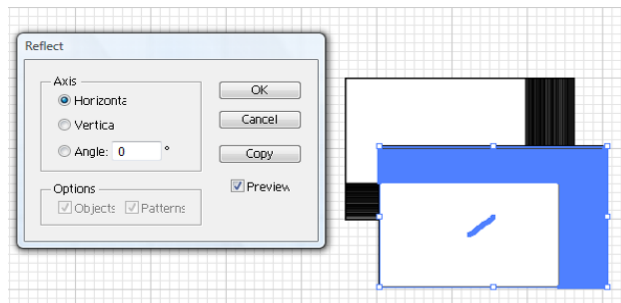 Reflect
Axis
Horizonta
Vertica
Angle: 0 °
OK
Cancel
Copy
Preview
Options
Objects Patterns